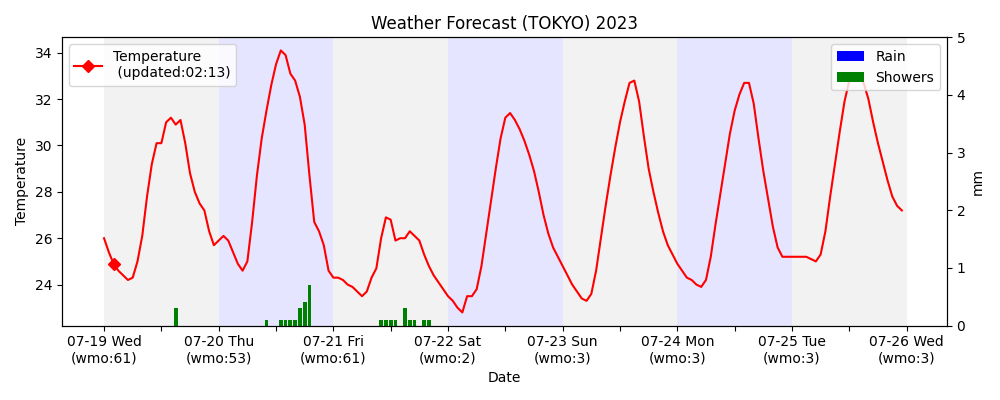 Weather Forecast (TOKYO) 2023
Temperature
(updated:02:13)
Rain
Showers
34
32
30
28
26
24
Temperature
5
4
3
2
1
0
mm
07-19 Wed 07-20 Thu 07-21 Fri 07-22 Sat 07-23 Sun 07-24 Mon 07-25 Tue 07-26 Wed
(wmo:61) (wmo:53) (wmo:61) (wmo:2) (wmo:3) (wmo:3) (wmo:3) (wmo:3)
Date